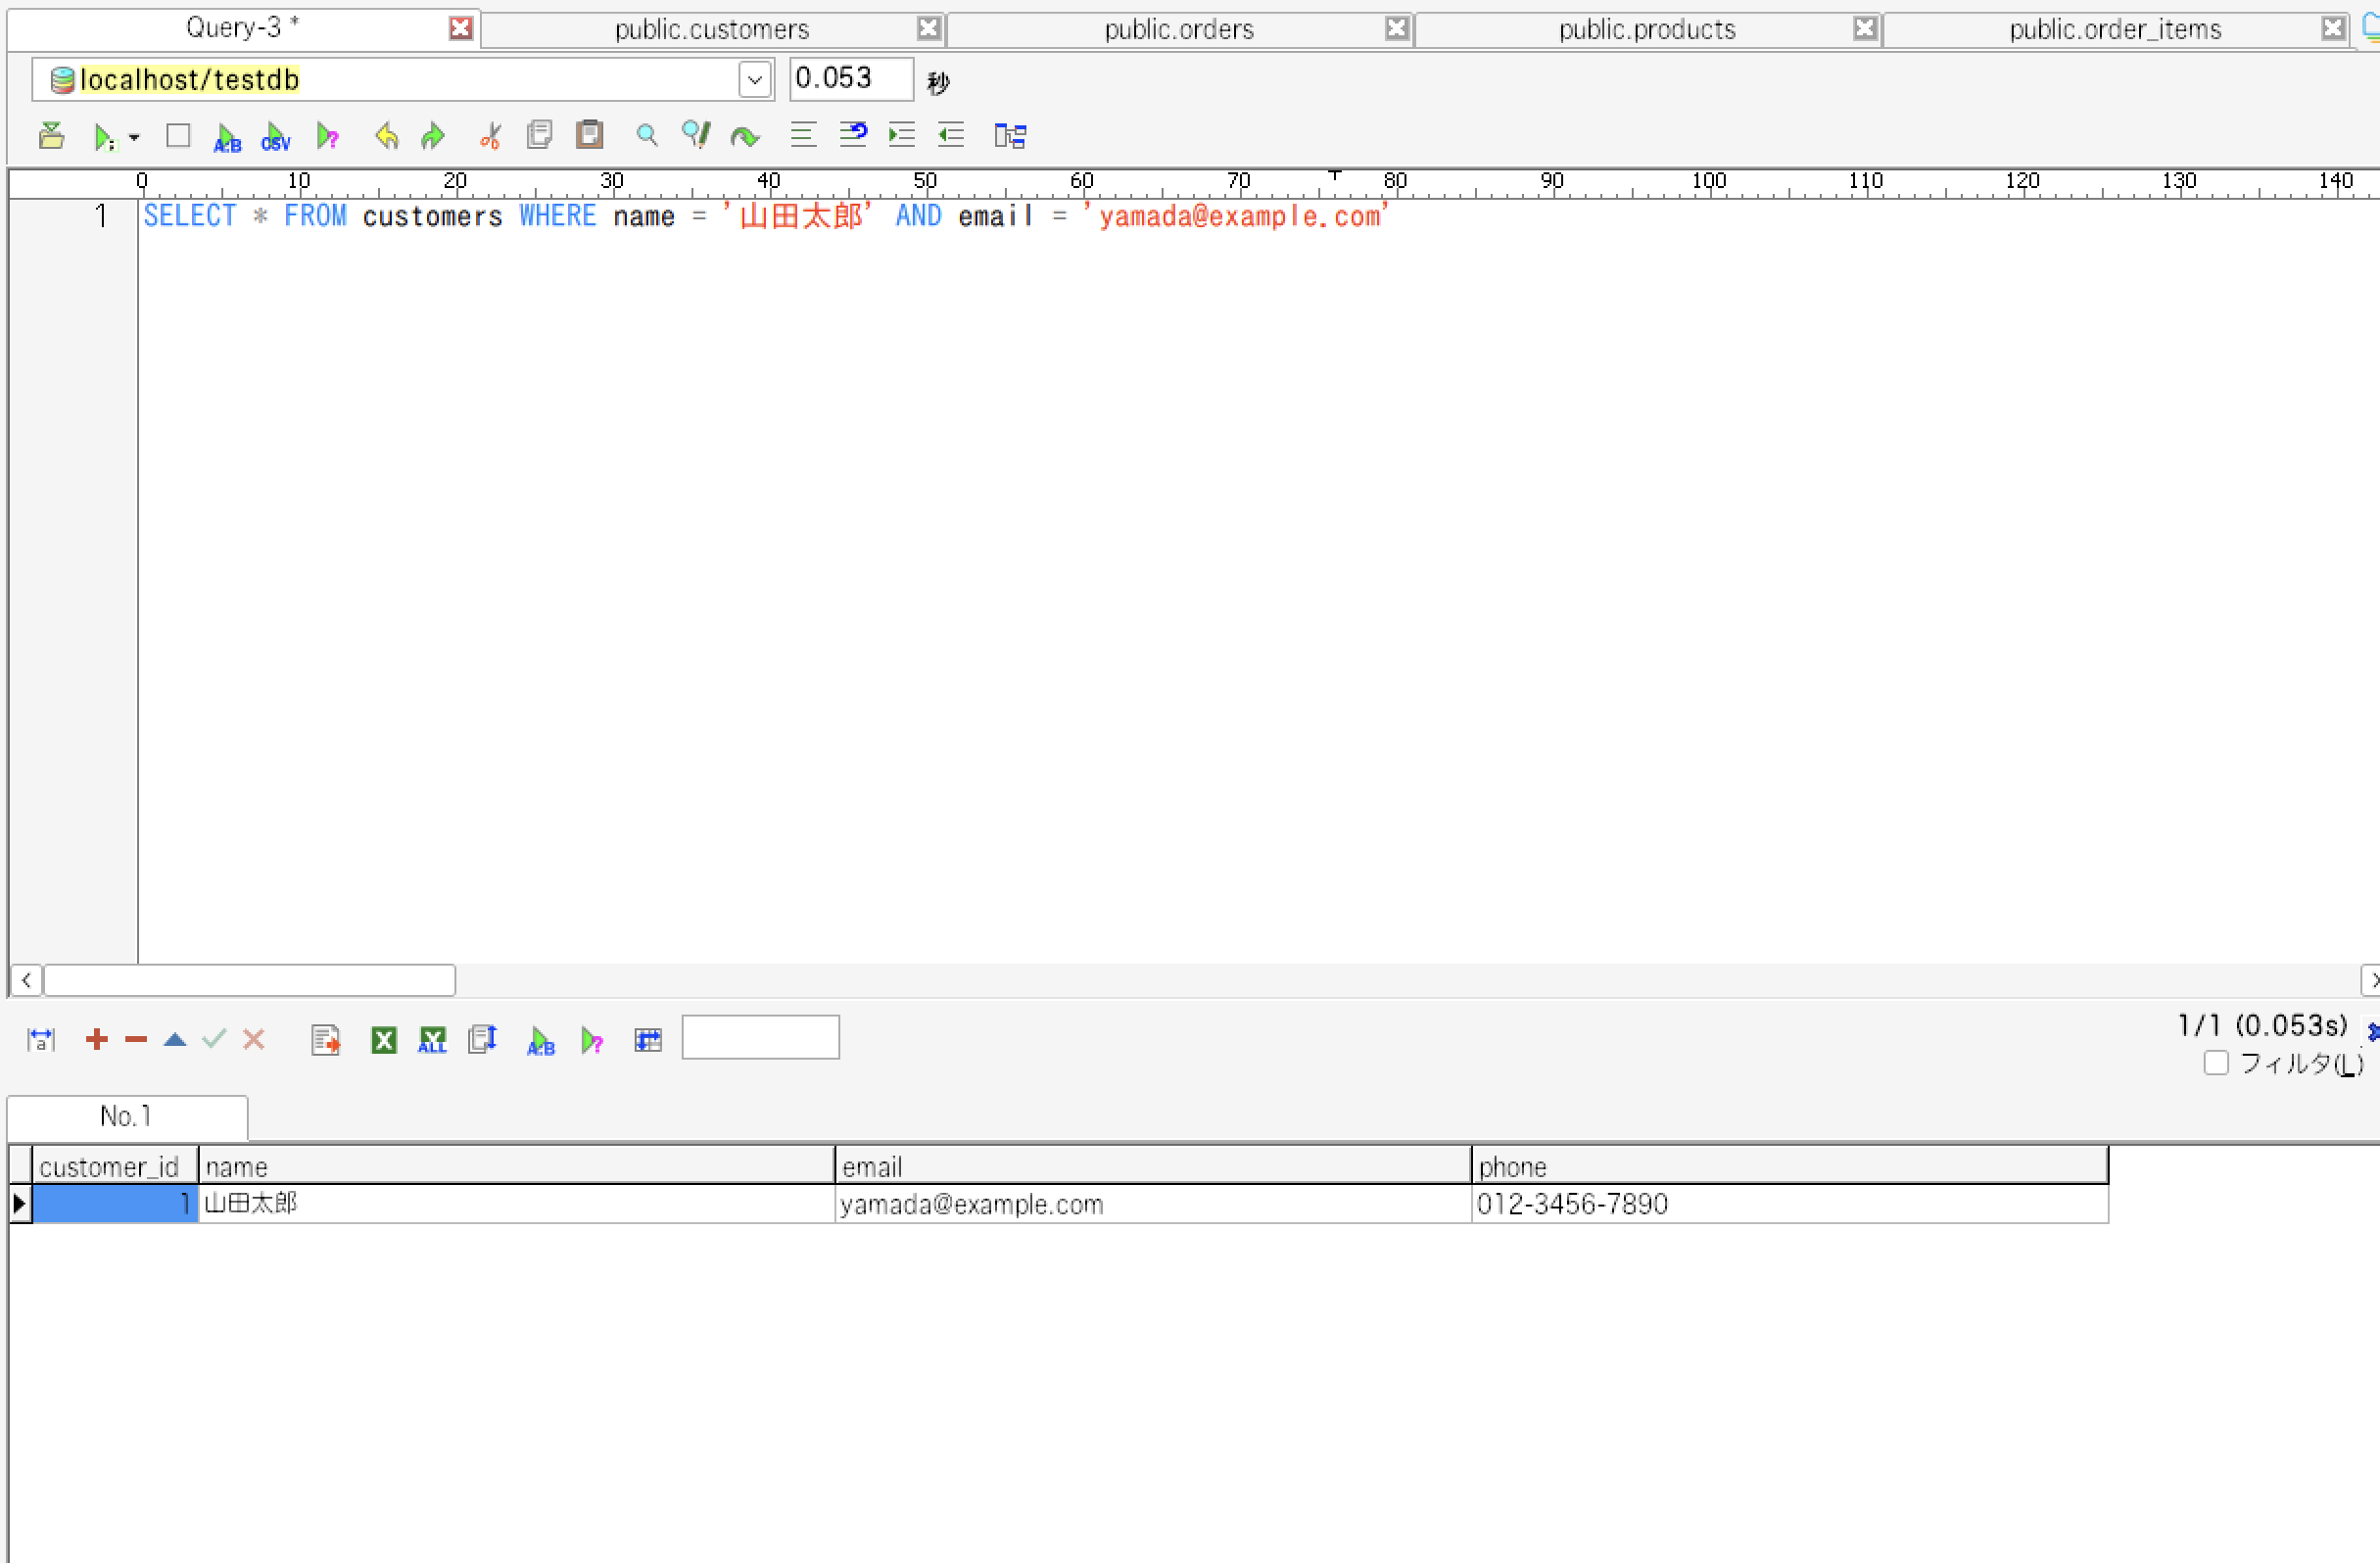 Query-3 * public.customers public.orders public.products public.order_items
localhost/testdb 0.053 秒
A:B CSV
0 10 20 30 40 50 60 70 80 90 100 110 120 130 140
1 SELECT * FROM customers WHERE name = '山田太郎' AND email = 'yamada@example.com'
a ALL A:B 1/1 (0.053s)
フィルタ(L)
No.1
customer_id name email phone
1 山田太郎 yamada@example.com 012-3456-7890